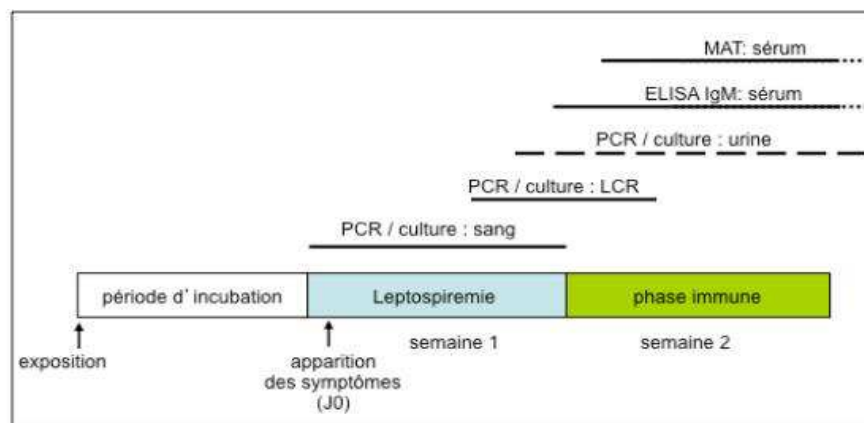 MAT: sérum
ELISA IgM: sérum
PCR / culture : urine
PCR / culture : LCR
PCR / culture : sang
période d' incubation
Leptospiremie
phase immune
exposition
apparition
des symptômes
(J0)
semaine 1
semaine 2